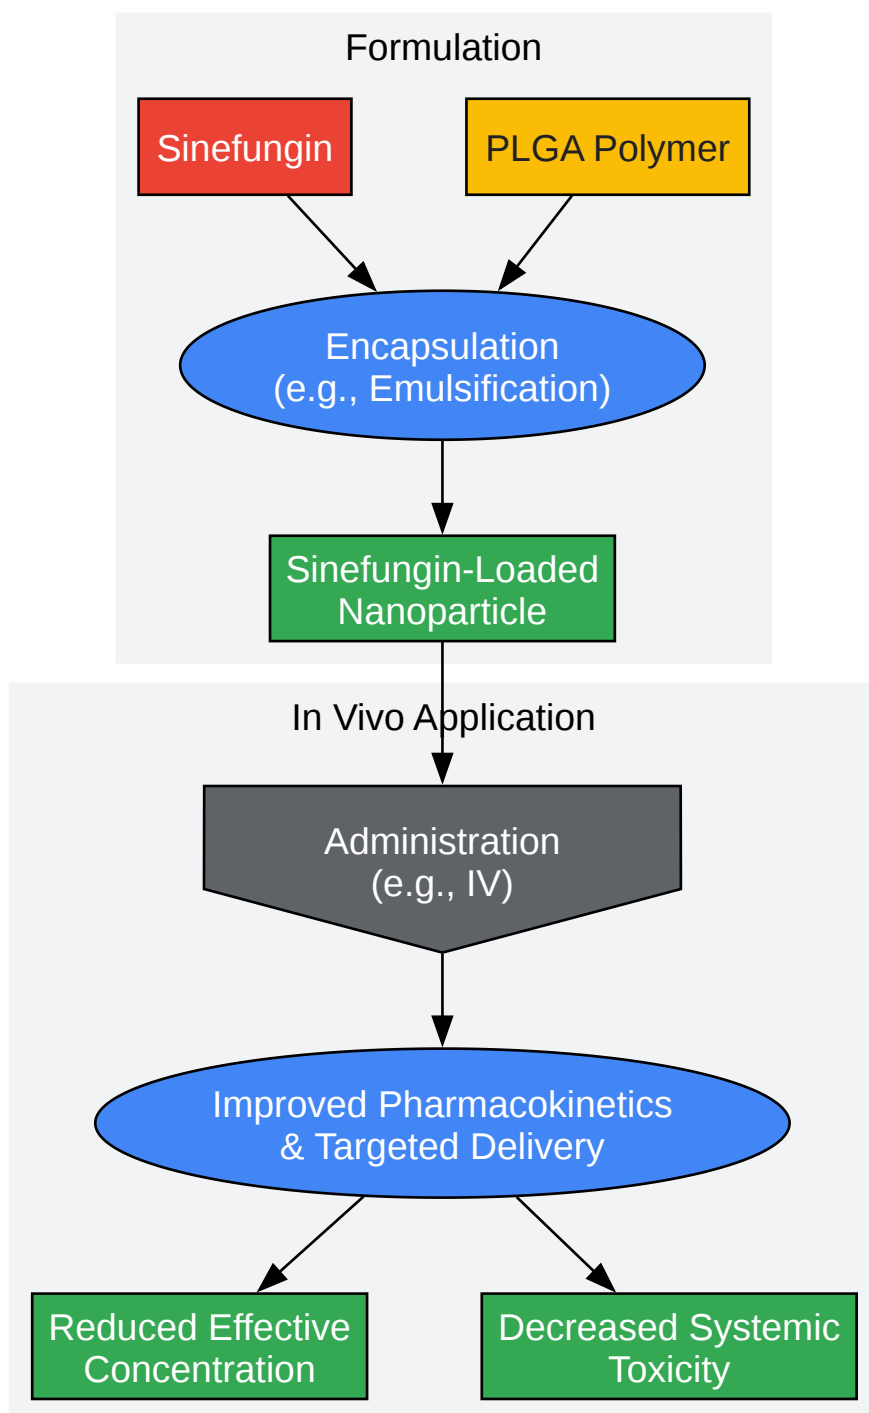 Formulation
Sinefungin
PLGA Polymer
Encapsulation
(e.g., Emulsification)
Sinefungin-Loaded
Nanoparticle
In Vivo Application
Administration
(e.g., IV)
Improved Pharmacokinetics
& Targeted Delivery
Reduced Effective
Concentration
Decreased Systemic
Toxicity